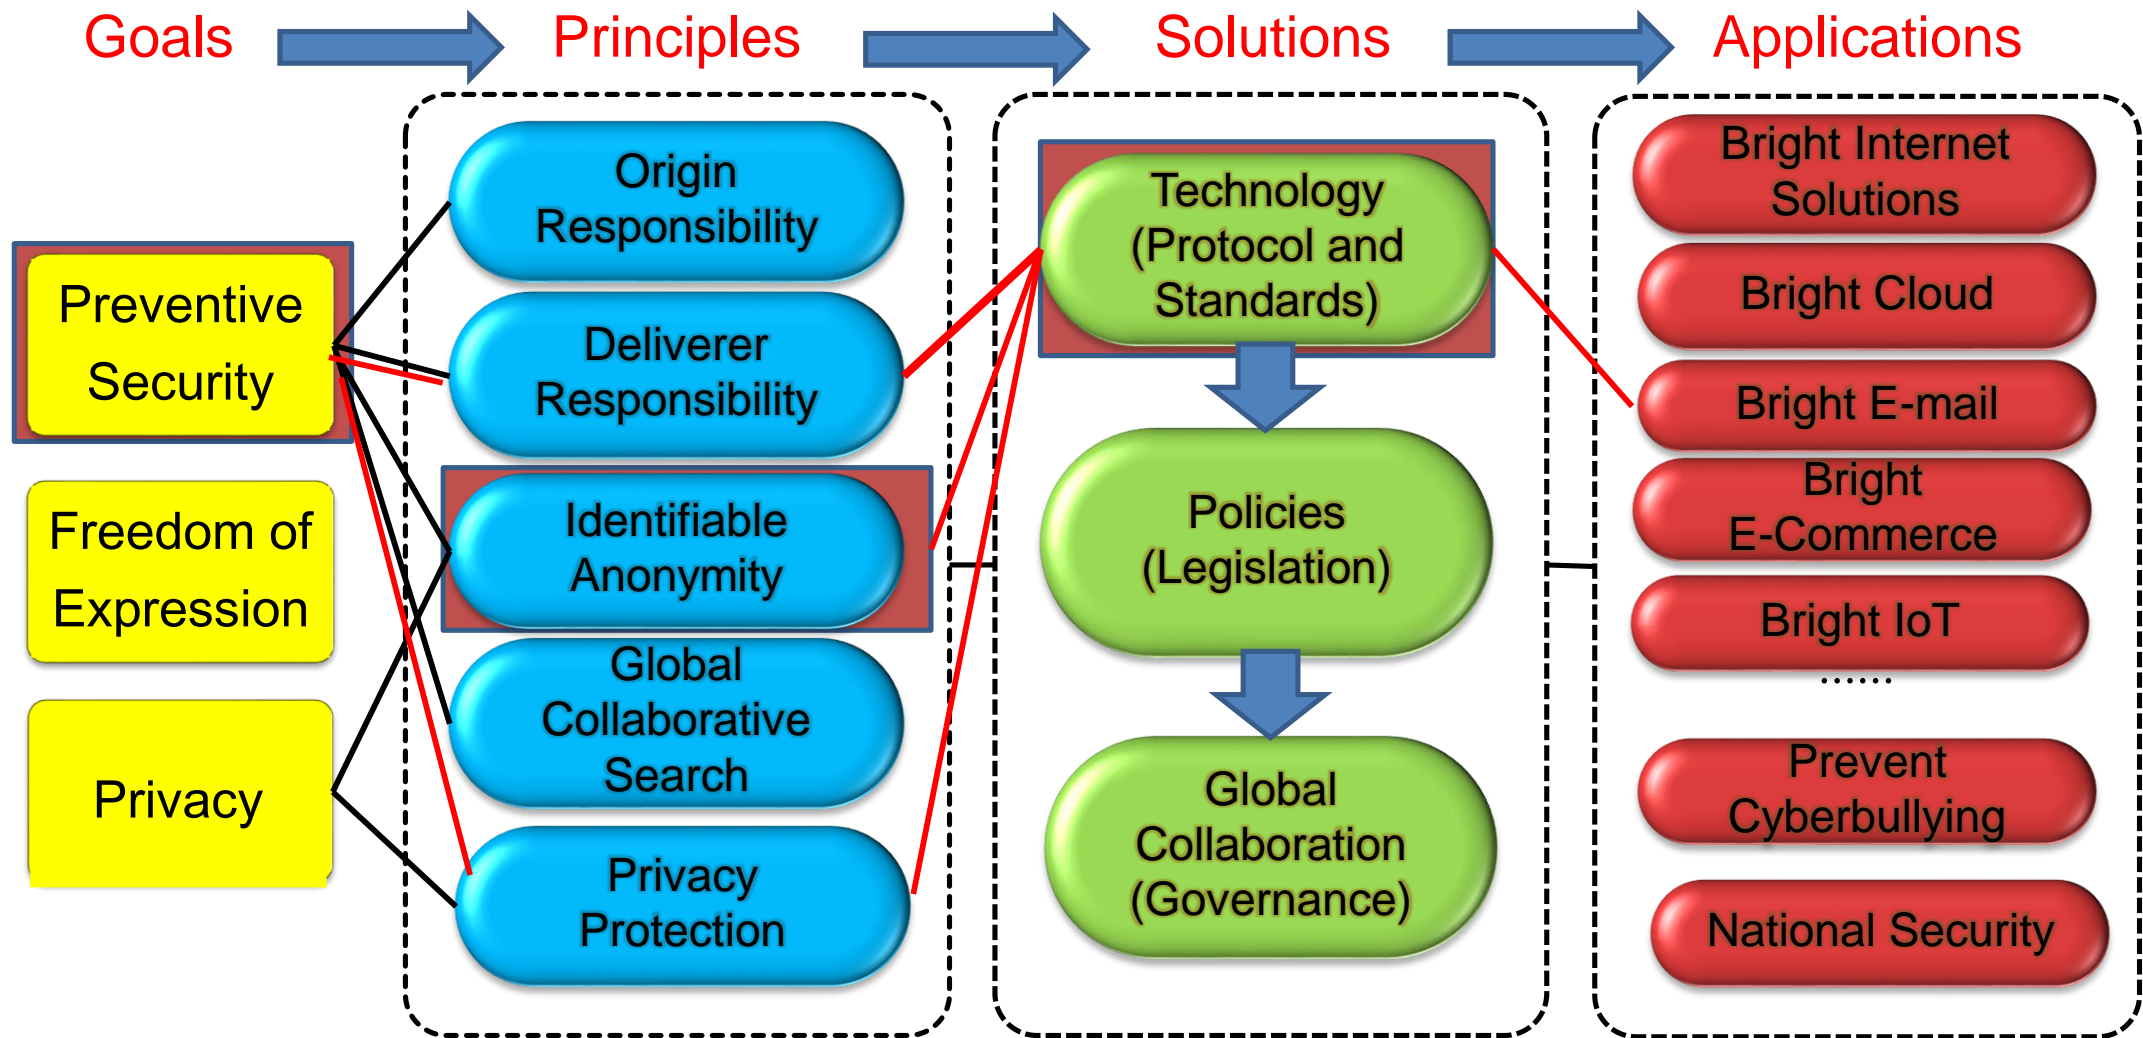 Goals
Principles
Solutions
Applications
Preventive
Security
Freedom of
Expression
Privacy
Origin
Responsibility
Deliverer
Responsibility
Identifiable
Anonymity
Global
Collaborative
Search
Privacy
Protection
Technology
(Protocol and
Standards)
Policies
(Legislation)
Global
Collaboration
(Governance)
Bright Internet
Solutions
Bright Cloud
Bright E-mail
Bright
E-Commerce
Bright IoT
......
Prevent
Cyberbullying
National Security